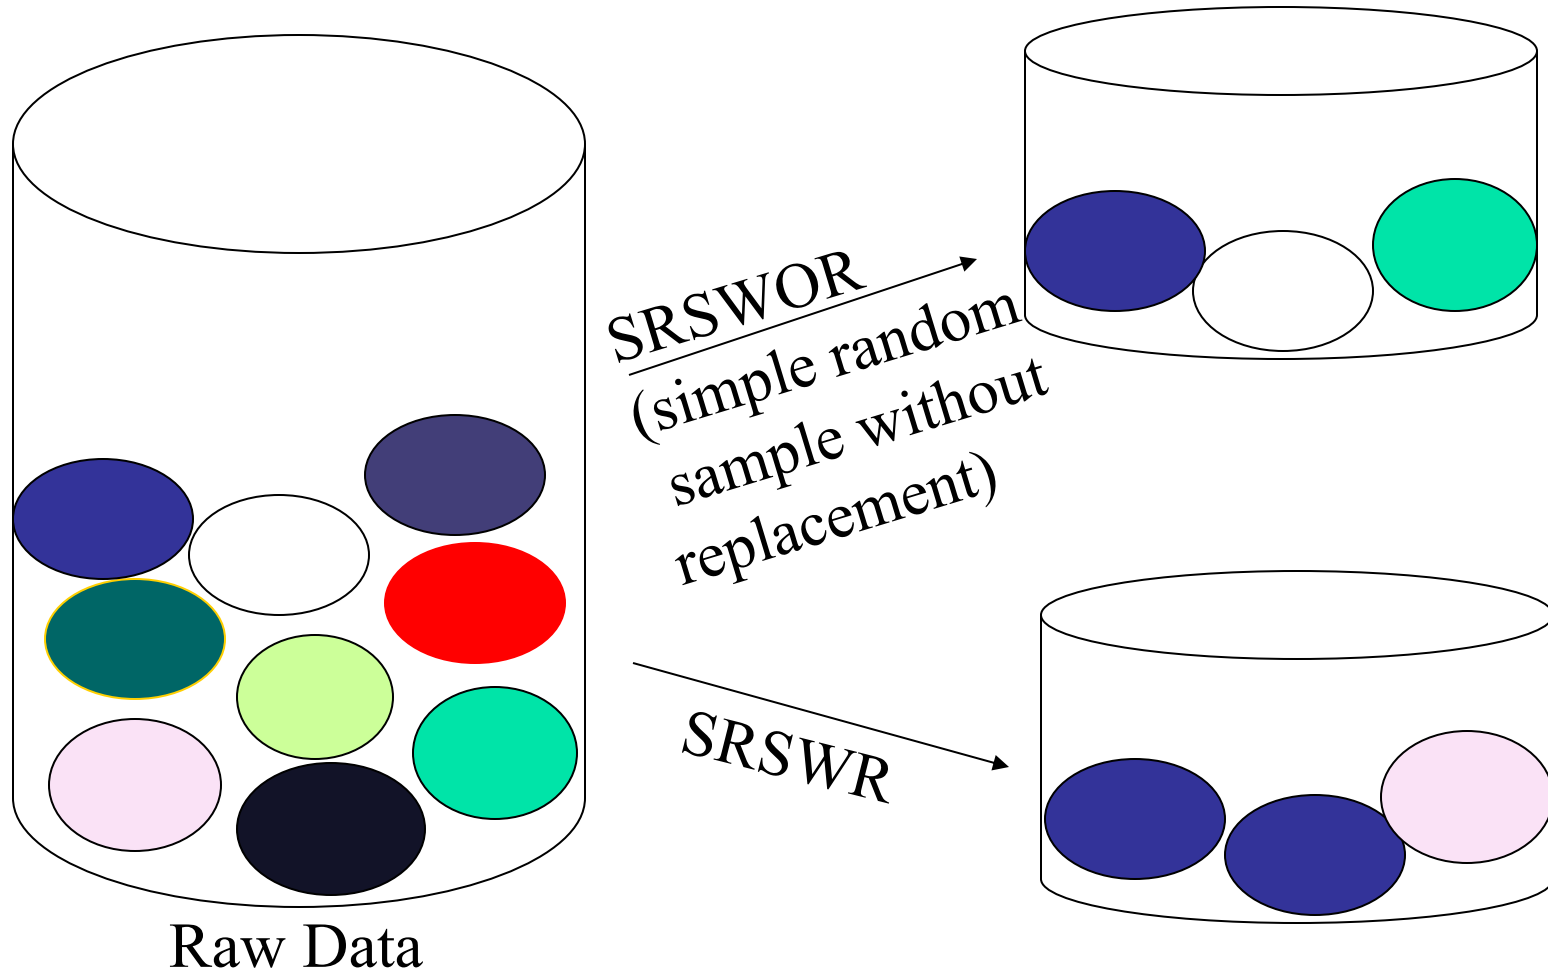 SRSWOR
(simple random
sample without
replacement)
SRSWR
Raw Data